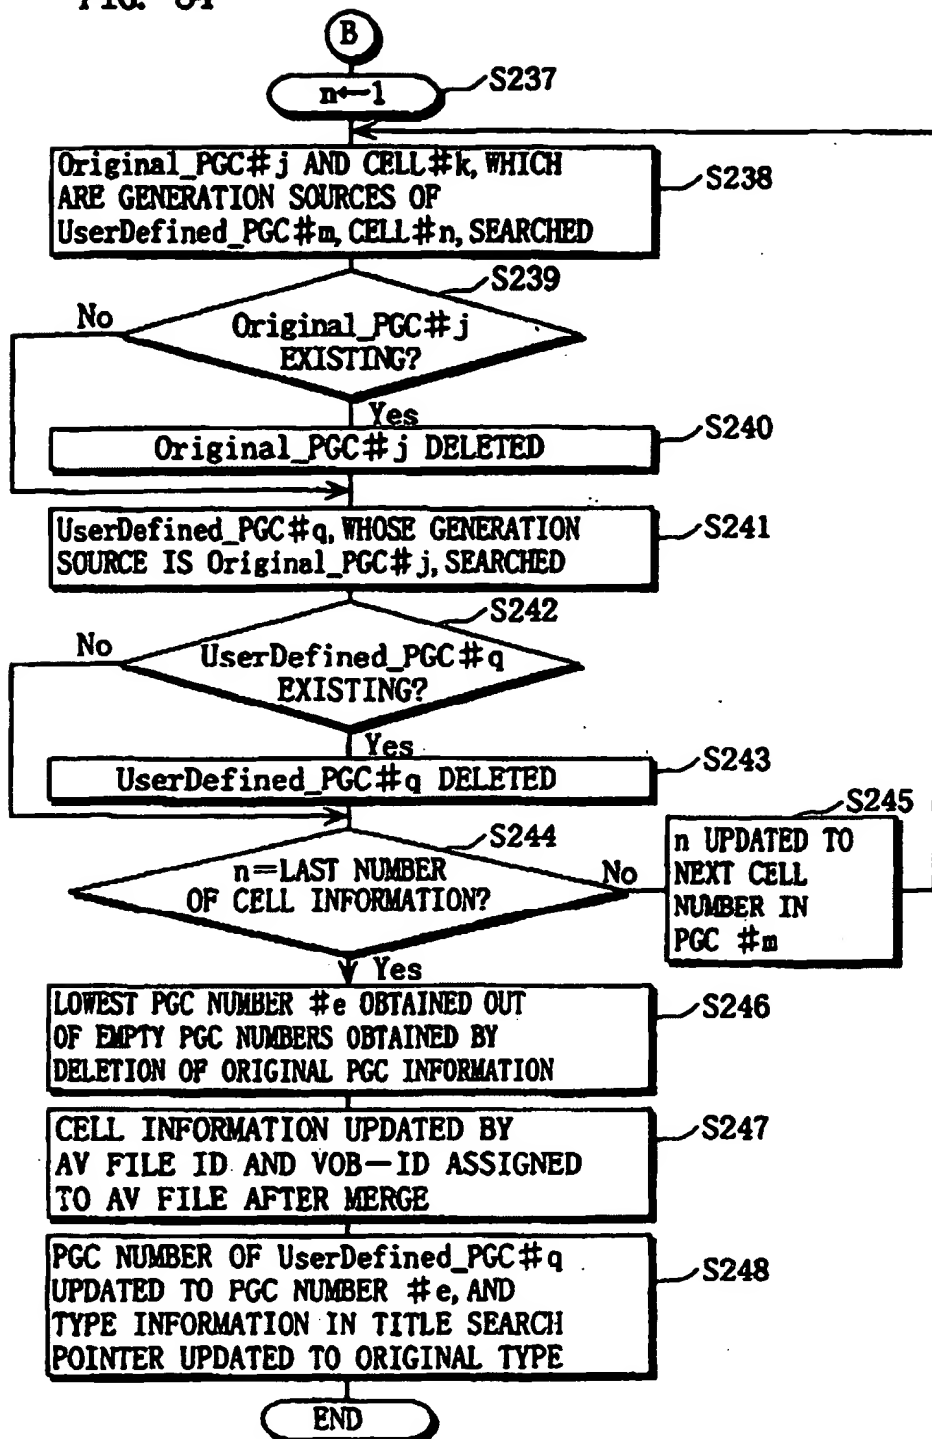 B
n←1
S237
Original_PGC#j AND CELL#k, WHICH
ARE GENERATION SOURCES OF
UserDefined_PGC#m, CELL#n, SEARCHED
S238
S239
Original_PGC#j
EXISTING?
No
Yes
Original_PGC#j DELETED
S240
UserDefined_PGC#q, WHOSE GENERATION
SOURCE IS Original_PGC#j, SEARCHED
S241
S242
UserDefined_PGC#q
EXISTING?
No
Yes
UserDefined_PGC#q DELETED
S243
S244
n=LAST NUMBER
OF CELL INFORMATION?
No
S245
n UPDATED TO
NEXT CELL
NUMBER IN
PGC #m
Yes
LOWEST PGC NUMBER #e OBTAINED OUT
OF EMPTY PGC NUMBERS OBTAINED BY
DELETION OF ORIGINAL PGC INFORMATION
S246
CELL INFORMATION UPDATED BY
AV FILE ID AND VOB-ID ASSIGNED
TO AV FILE AFTER MERGE
S247
PGC NUMBER OF UserDefined_PGC#q
UPDATED TO PGC NUMBER #e, AND
TYPE INFORMATION IN TITLE SEARCH
POINTER UPDATED TO ORIGINAL TYPE
S248
END